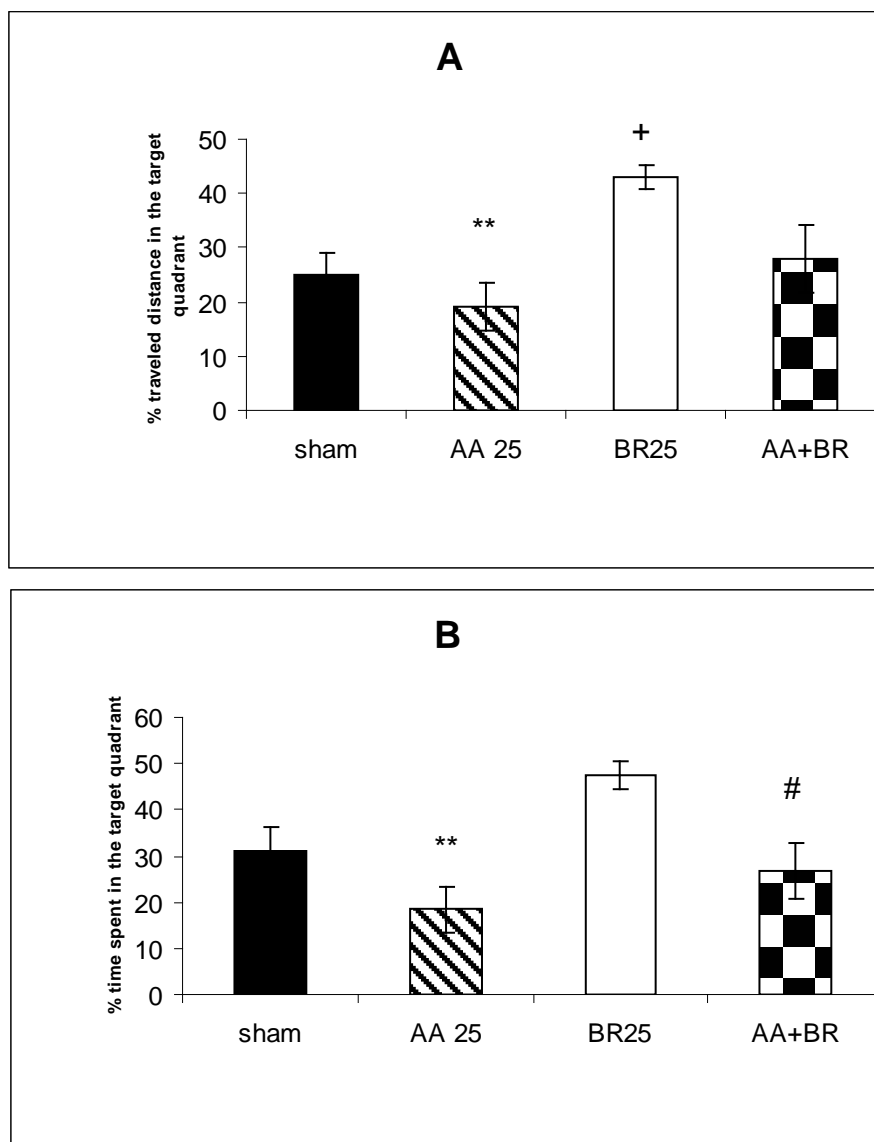 A
% traveled distance in the target
quadrant
50
40
30
20
10
0
**
+
sham
AA 25
BR25
AA+BR
B
% time spent in the target quadrant
60
50
40
30
20
10
0
**
#
sham
AA 25
BR25
AA+BR